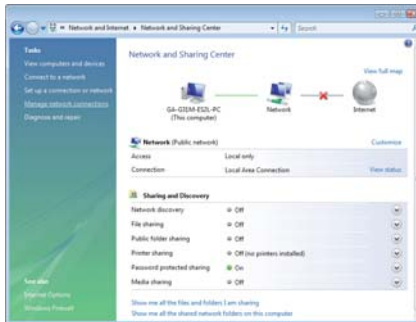 Network and Internet ▸ Network and Sharing Center
Search
Tasks
View computers and devices
Connect to a network
Set up a connection or network
Manage network connections
Diagnose and repair
See also
Internet Options
Windows Firewall
Network and Sharing Center
View full map
GA-G31M-ES2L-PC
(This computer)
Network
Internet
Network (Public network)
Customize
Access Local only
Connection Local Area Connection View status
Sharing and Discovery
Network discovery Off
File sharing Off
Public folder sharing Off
Printer sharing Off (no printers installed)
Password protected sharing On
Media sharing Off
Show me all the files and folders I am sharing
Show me all the shared network folders on this computer